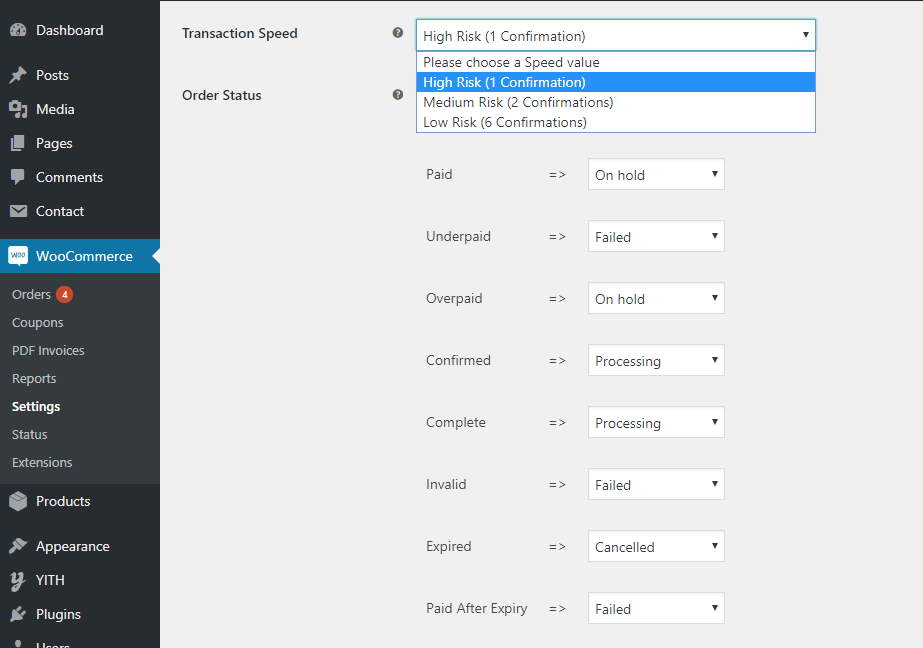 Dashboard
Posts
Media
Pages
Comments
Contact
woo WooCommerce
Orders 4
Coupons
PDF Invoices
Reports
Settings
Status
Extensions
Products
Appearance
YITH
Plugins
Users
Transaction Speed ? High Risk (1 Confirmation)
Please choose a Speed value
High Risk (1 Confirmation)
Medium Risk (2 Confirmations)
Low Risk (6 Confirmations)
Order Status ?
Paid => On hold
Underpaid => Failed
Overpaid => On hold
Confirmed => Processing
Complete => Processing
Invalid => Failed
Expired => Cancelled
Paid After Expiry => Failed